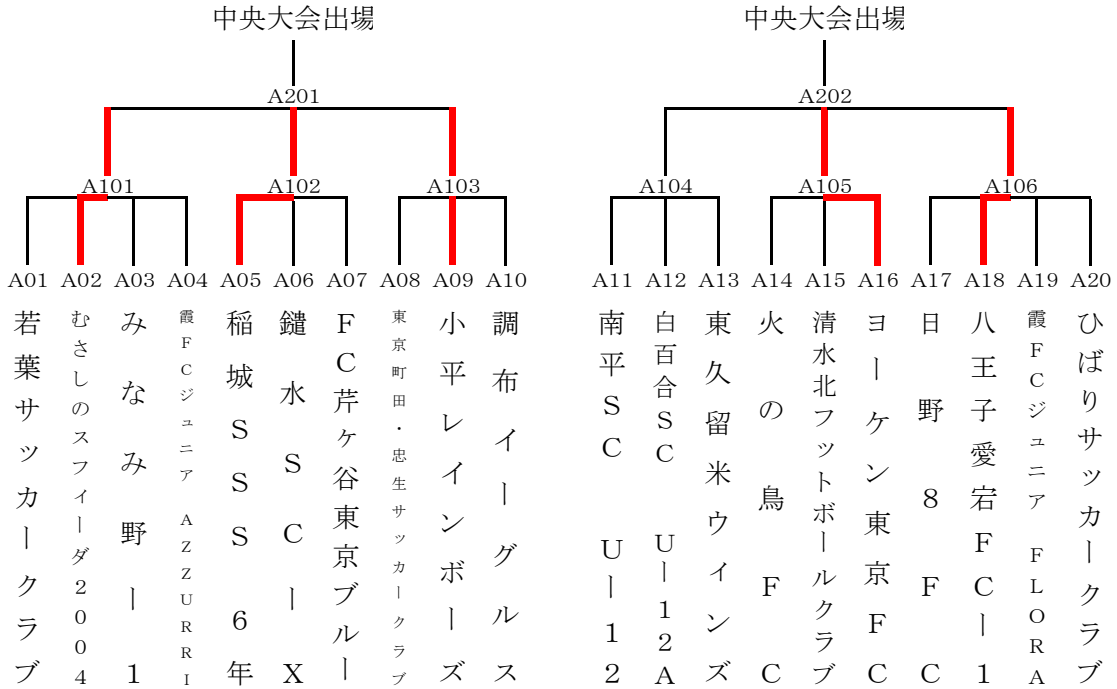 中央大会出場
中央大会出場
A201
A202
A101
A102
A103
A104
A105
A106
A01
A02
A03
A04
A05
A06
A07
A08
A09
A10
A11
A12
A13
A14
A15
A16
A17
A18
A19
A20
若葉サッカークラブ
むさしのスフィーダ2004
みなみ野ー1
霞FCジュニア AZZURRI
稲城SSS 6年
鑓水SCーX
FC芹ヶ谷東京ブルー
東京町田・忠生サッカークラブ
小平レインボーズ
調布イーグルス
南平SC Uー12
白百合SC Uー12A
東久留米ウィンズ
火の鳥FC
清水北フットボールクラブ
ヨーケン東京FC
日野8FC
八王子愛宕FCー1
霞FCジュニア FLORA
ひばりサッカークラブ